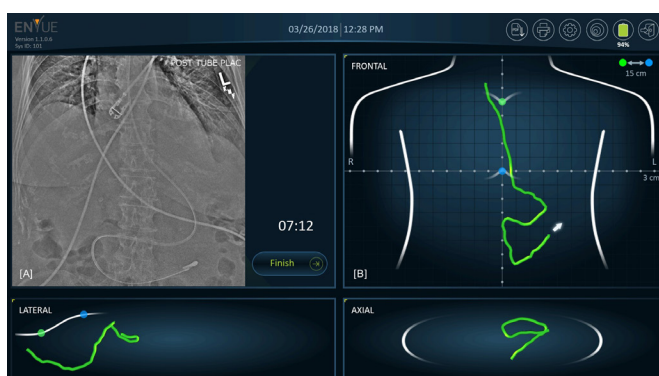 ENVUE
Version 1.1.0.6
Sys ID: 101
03/26/2018 12:28 PM
94%
POST TUBE PLAC
L
[A]
07:12
Finish
FRONTAL
15 cm
R
L
3 cm
[B]
LATERAL
AXIAL